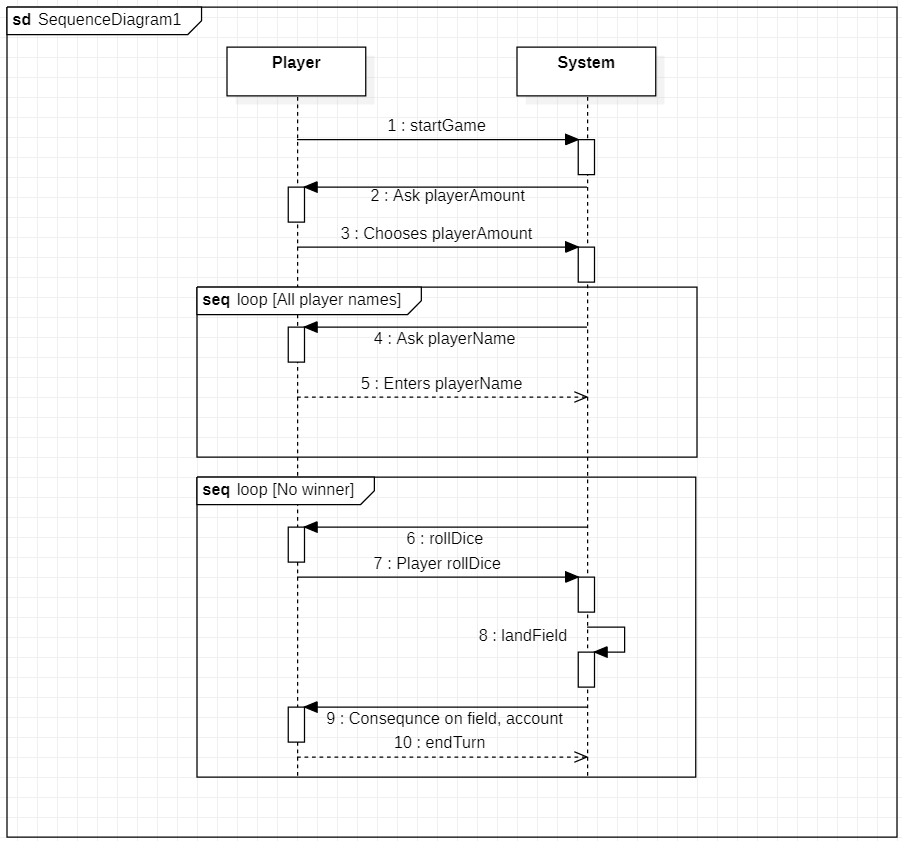 sd SequenceDiagram1
Player
System
1 : startGame
2 : Ask playerAmount
3 : Chooses playerAmount
seq loop [All player names]
4 : Ask playerName
5 : Enters playerName
seq loop [No winner]
6 : rollDice
7 : Player rollDice
8 : landField
9 : Consequnce on field, account
10 : endTurn